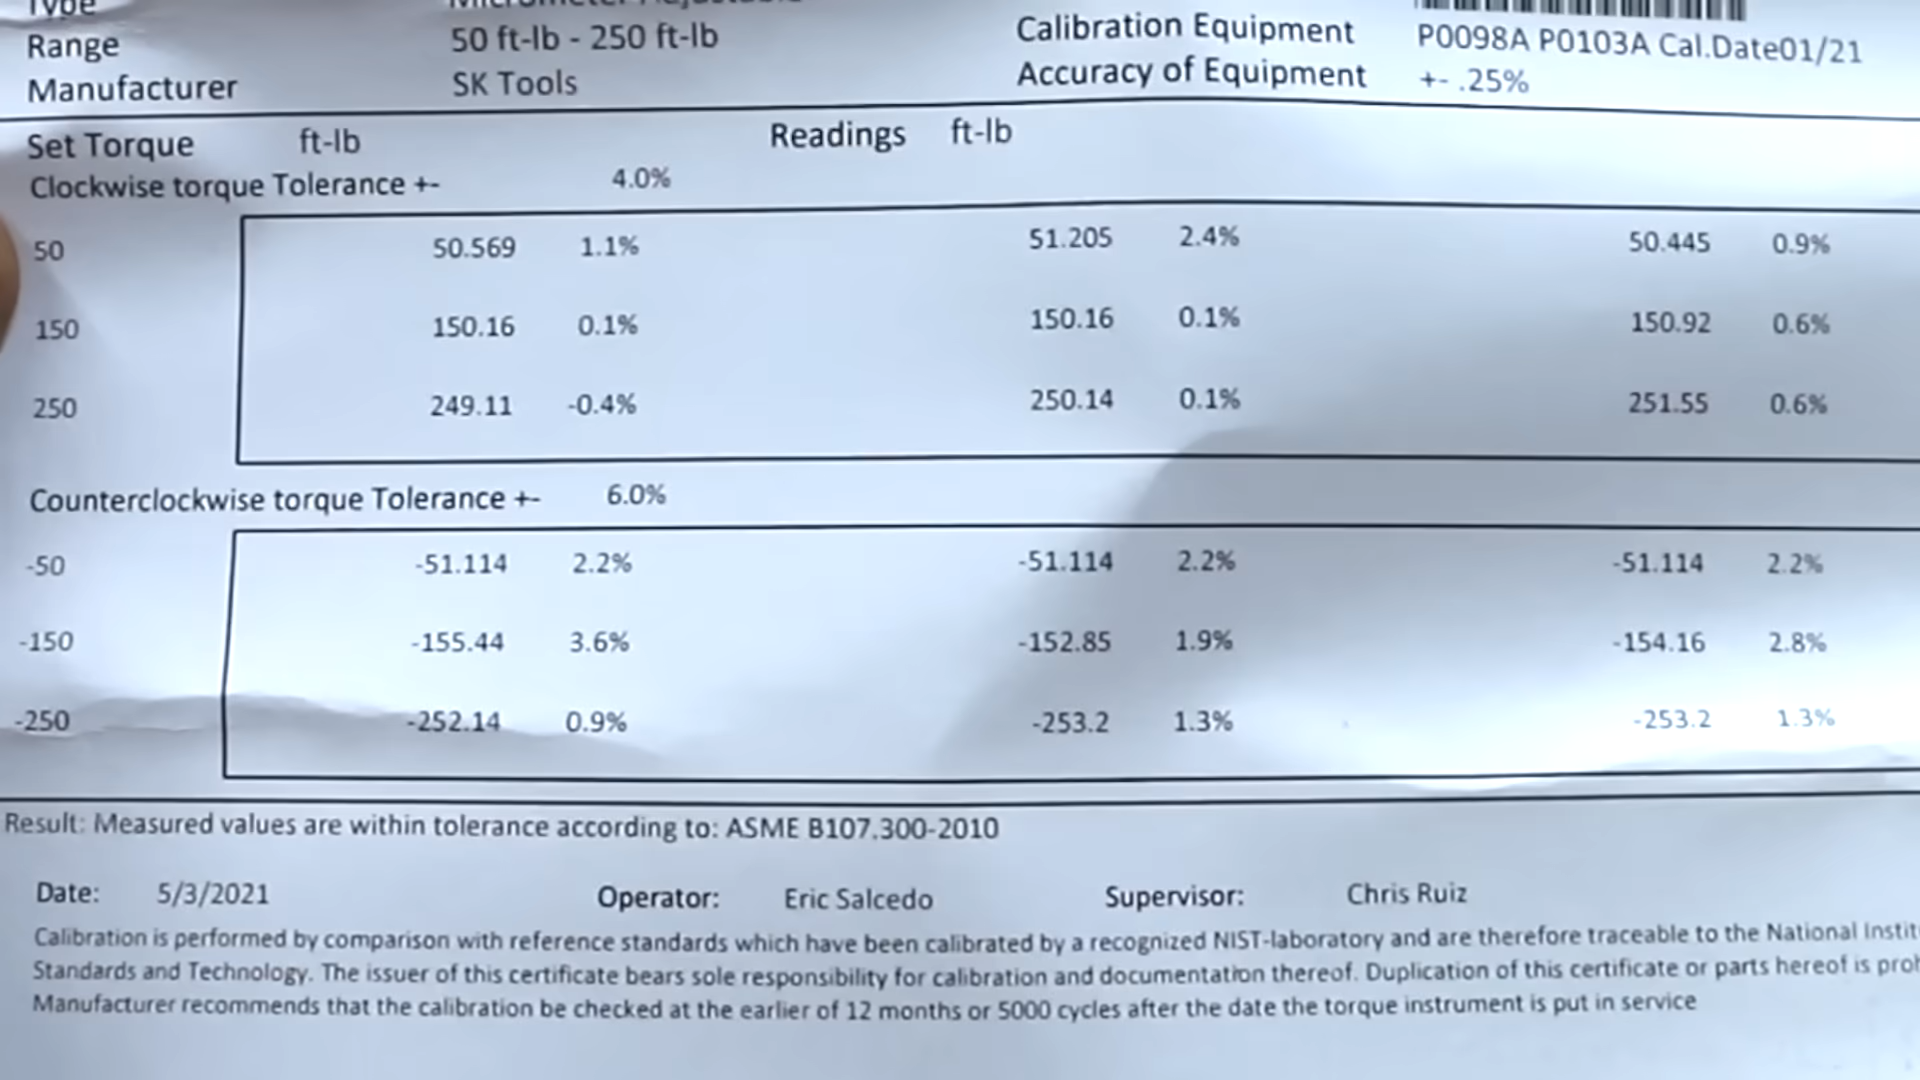 Type
Range 50 ft-lb - 250 ft-lb Calibration Equipment P0098A P0103A Cal.Date01/21
Manufacturer SK Tools Accuracy of Equipment +- .25%
Set Torque ft-lb Readings ft-lb
Clockwise torque Tolerance +- 4.0%
50 50.569 1.1% 51.205 2.4% 50.445 0.9%
150 150.16 0.1% 150.16 0.1% 150.92 0.6%
250 249.11 -0.4% 250.14 0.1% 251.55 0.6%
Counterclockwise torque Tolerance +- 6.0%
-50 -51.114 2.2% -51.114 2.2% -51.114 2.2%
-150 -155.44 3.6% -152.85 1.9% -154.16 2.8%
-250 -252.14 0.9% -253.2 1.3% -253.2 1.3%
Result: Measured values are within tolerance according to: ASME B107.300-2010
Date: 5/3/2021 Operator: Eric Salcedo Supervisor: Chris Ruiz
Calibration is performed by comparison with reference standards which have been calibrated by a recognized NIST-laboratory and are therefore traceable to the National Instit
Standards and Technology. The issuer of this certificate bears sole responsibility for calibration and documentation thereof. Duplication of this certificate or parts hereof is
Manufacturer recommends that the calibration be checked at the earlier of 12 months or 5000 cycles after the date the torque instrument is put in service